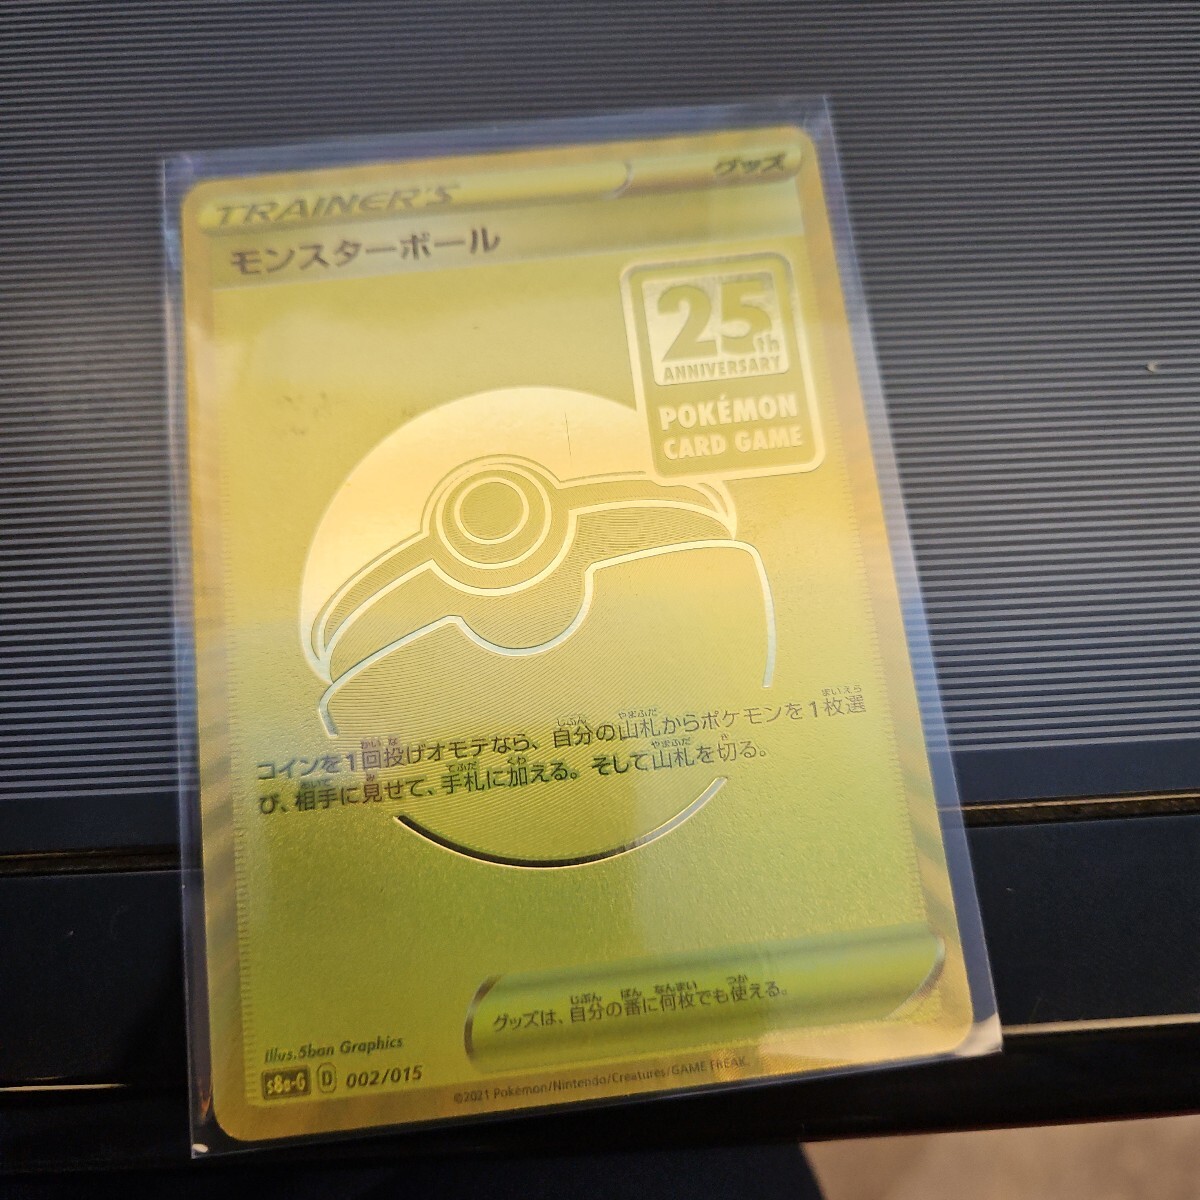 TRAINER'S
グッズ
モンスターボール
25th
ANNIVERSARY
POKÉMON
CARD GAME
コインを1回投げオモテなら、自分の山札からポケモンを1枚選
び、相手に見せて、手札に加える。そして山札を切る。
グッズは、自分の番に何枚でも使える。
Illus.5ban Graphics
s8a-G D 002/015
©2021 Pokémon/Nintendo/Creatures/GAME FREAK.